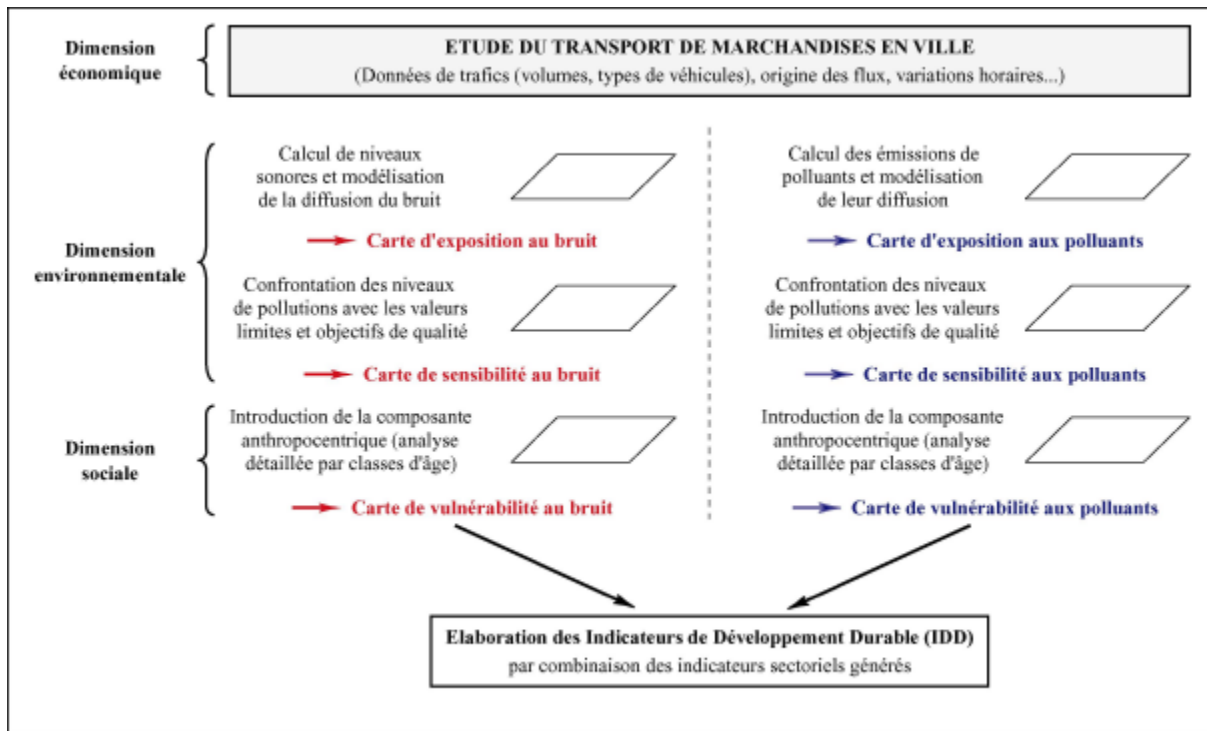 Dimension
économique
ETUDE DU TRANSPORT DE MARCHANDISES EN VILLE
(Données de trafics (volumes, types de véhicules), origine des flux, variations horaires...)
Dimension
environnementale
Calcul de niveaux
sonores et modélisation
de la diffusion du bruit
Carte d'exposition au bruit
Confrontation des niveaux
de pollutions avec les valeurs
limites et objectifs de qualité
Carte de sensibilité au bruit
Calcul des émissions de
polluants et modélisation
de leur diffusion
Carte d'exposition aux polluants
Confrontation des niveaux
de pollutions avec les valeurs
limites et objectifs de qualité
Carte de sensibilité aux polluants
Dimension
sociale
Introduction de la composante
anthropocentrique (analyse
détaillée par classes d'âge)
Carte de vulnérabilité au bruit
Introduction de la composante
anthropocentrique (analyse
détaillée par classes d'âge)
Carte de vulnérabilité aux polluants
Elaboration des Indicateurs de Développement Durable (IDD)
par combinaison des indicateurs sectoriels générés